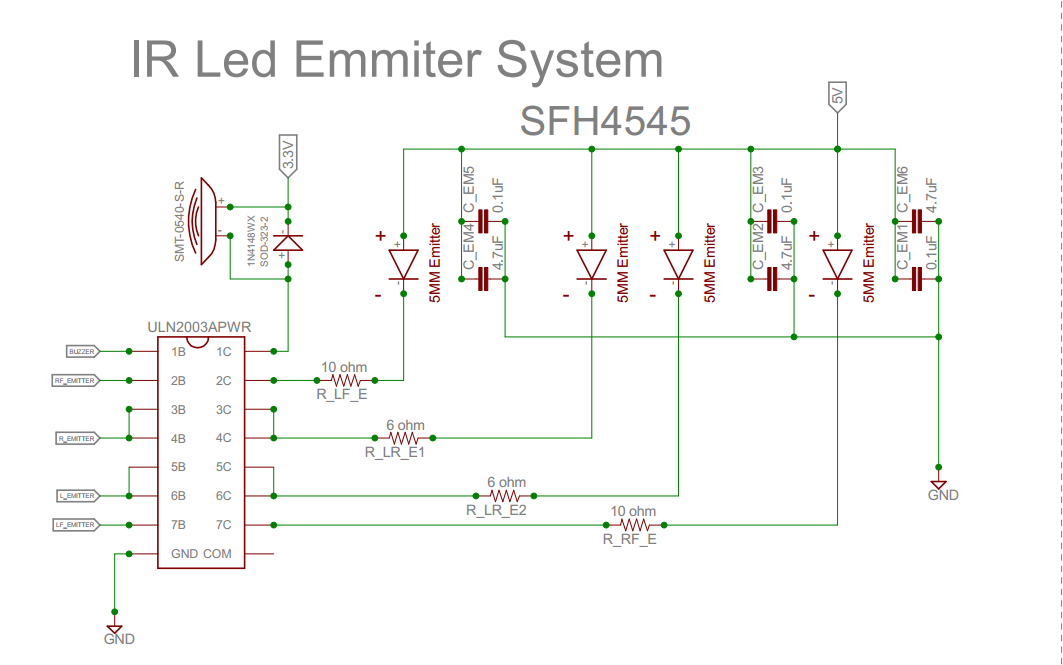 IR Led Emmiter System
SFH4545
5V
3.3V
SMT-0540-S-R
+
-
1N4148WX
SOD-323-2
-
+
+
-
+
-
5MM Emitter
C_EM5
0.1uF
C_EM4
4.7uF
+
-
+
-
5MM Emitter
+
-
+
-
5MM Emitter
C_EM3
0.1uF
C_EM2
4.7uF
+
-
+
-
5MM Emitter
C_EM6
4.7uF
C_EM1
0.1uF
ULN2003APWR
BUZZER
1B 1C
RF_EMITTER
2B 2C
10 ohm
R_LF_E
3B 3C
R_EMITTER
4B 4C
6 ohm
R_LR_E1
5B 5C
L_EMITTER
6B 6C
6 ohm
R_LR_E2
LF_EMITTER
7B 7C
10 ohm
R_RF_E
GND COM
GND
GND